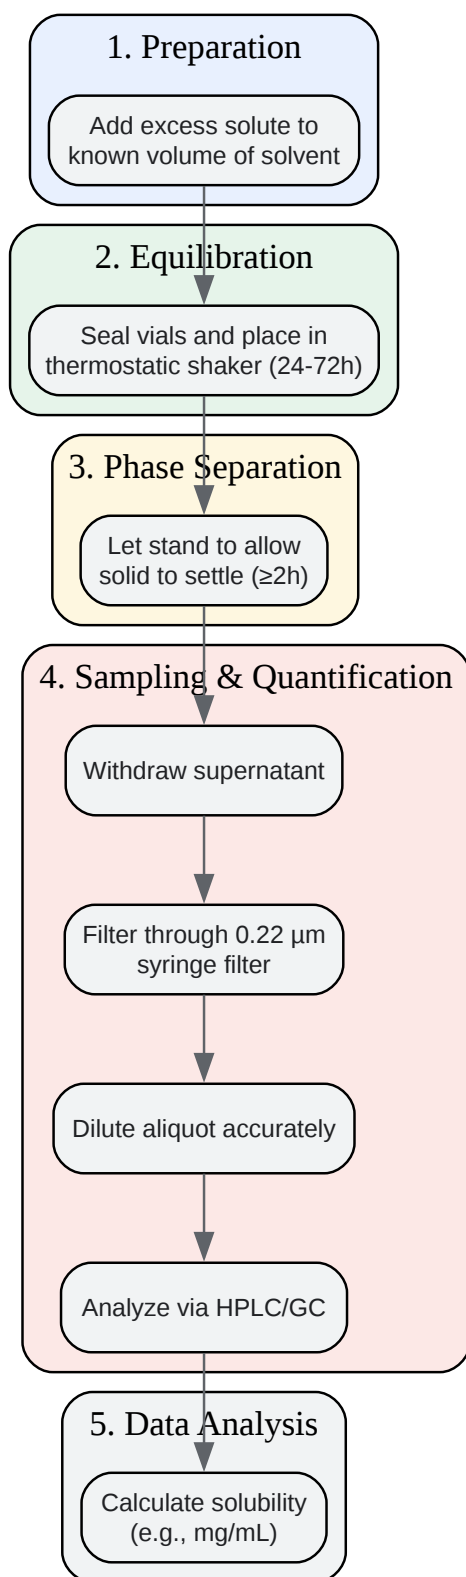 1. Preparation
Add excess solute to
known volume of solvent
2. Equilibration
Seal vials and place in
thermostatic shaker (24-72h)
3. Phase Separation
Let stand to allow
solid to settle (≥2h)
4. Sampling & Quantification
Withdraw supernatant
Filter through 0.22 µm
syringe filter
Dilute aliquot accurately
Analyze via HPLC/GC
5. Data Analysis
Calculate solubility
(e.g., mg/mL)